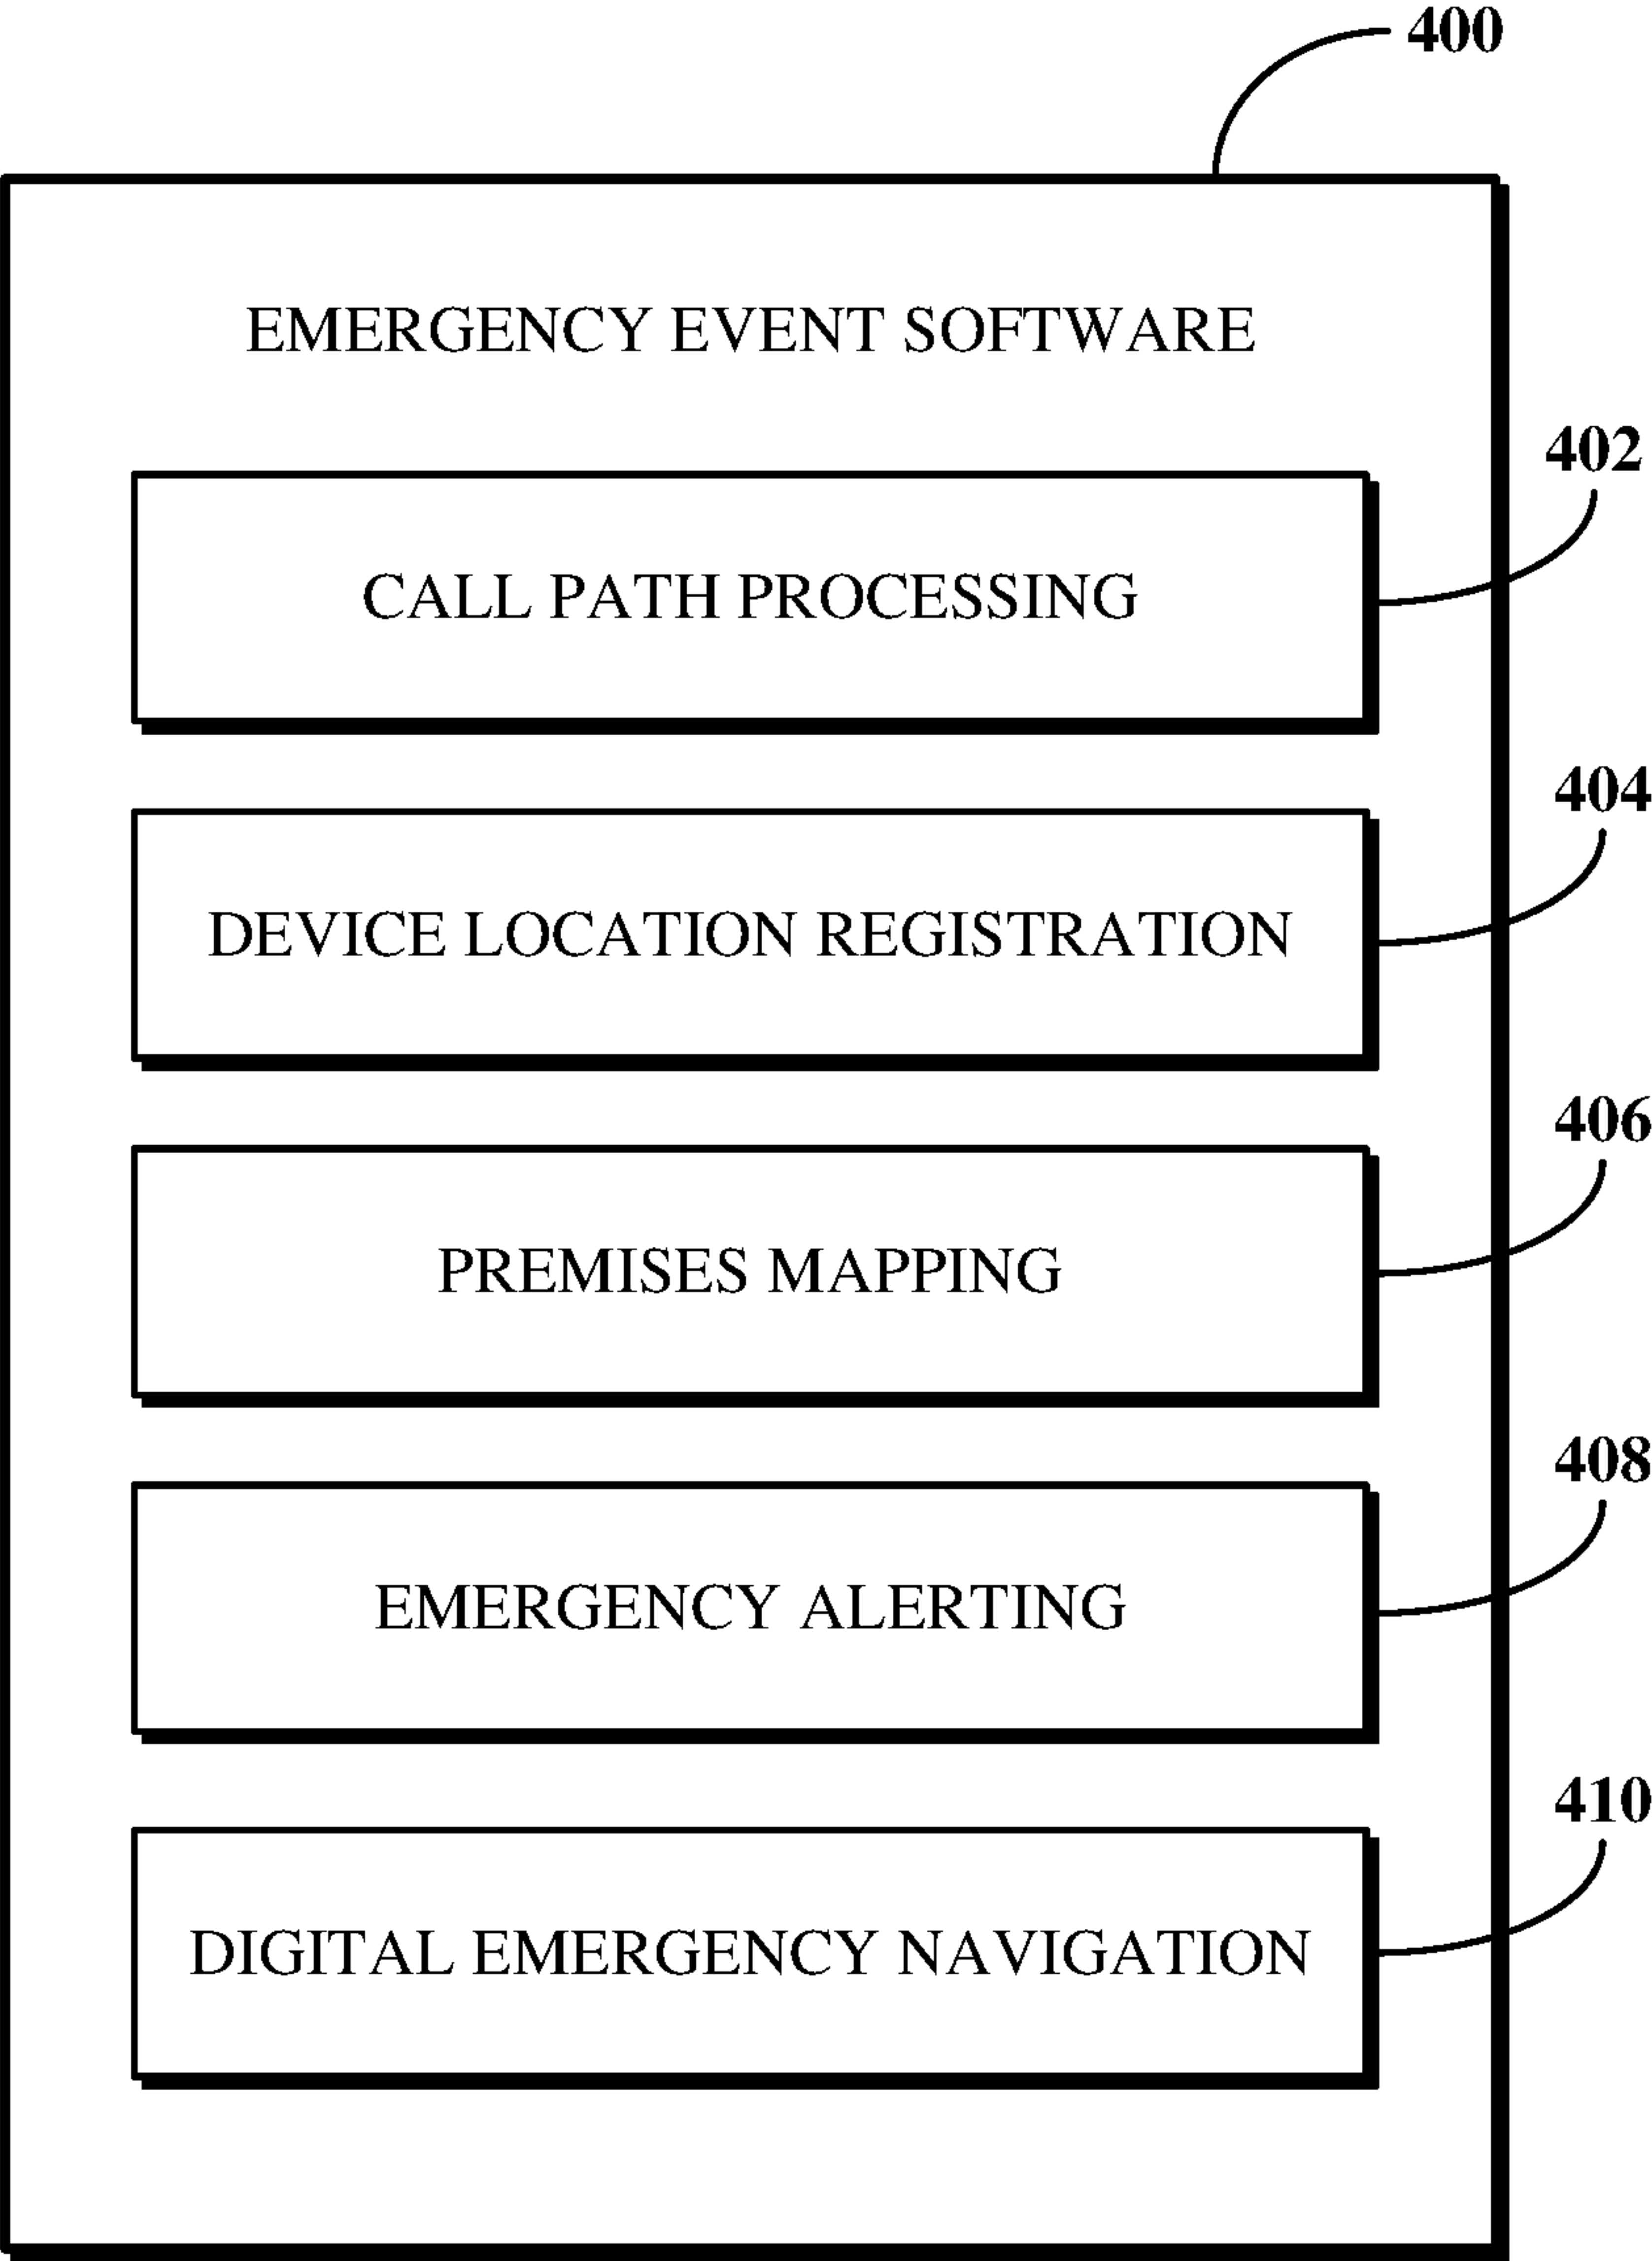 400
EMERGENCY EVENT SOFTWARE
402
CALL PATH PROCESSING
404
DEVICE LOCATION REGISTRATION
406
PREMISES MAPPING
408
EMERGENCY ALERTING
410
DIGITAL EMERGENCY NAVIGATION